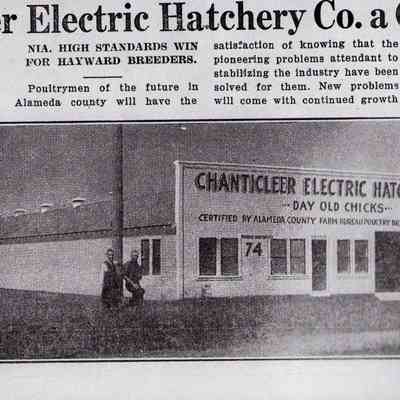 er Electric Hatchery Co. a C
NIA. HIGH STANDARDS WIN
FOR HAYWARD BREEDERS.
Poultrymen of the future in
Alameda county will have the
satisfaction of knowing that the
pioneering problems attendant to
stabilizing the industry have been
solved for them. New problems
will come with continued growth
CHANTICLEER ELECTRIC HATC
DAY OLD CHICKS
CERTIFIED BY ALAMEDA COUNTY FARM BUREAU POULTRY
74